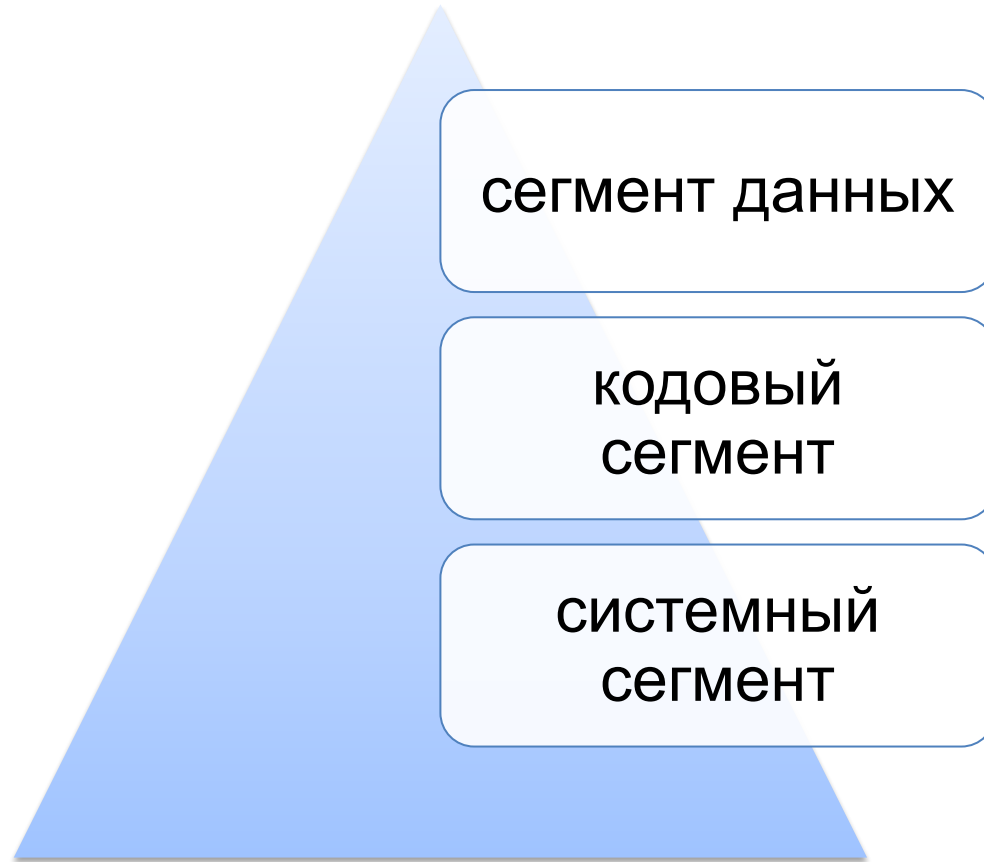 сегмент данных
кодовый
сегмент
системный
сегмент